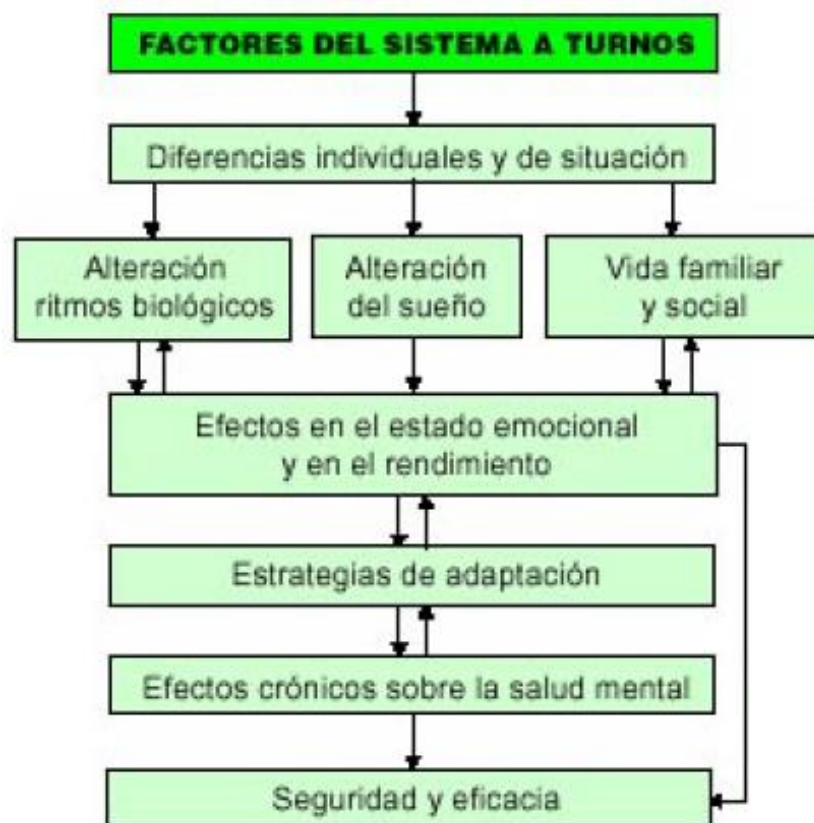 FACTORES DEL SISTEMA A TURNOS
Diferencias individuales y de situación
Alteración
ritmos biológicos
Alteración
del sueño
Vida familiar
y social
Efectos en el estado emocional
y en el rendimiento
Estrategias de adaptación
Efectos crónicos sobre la salud mental
Seguridad y eficacia